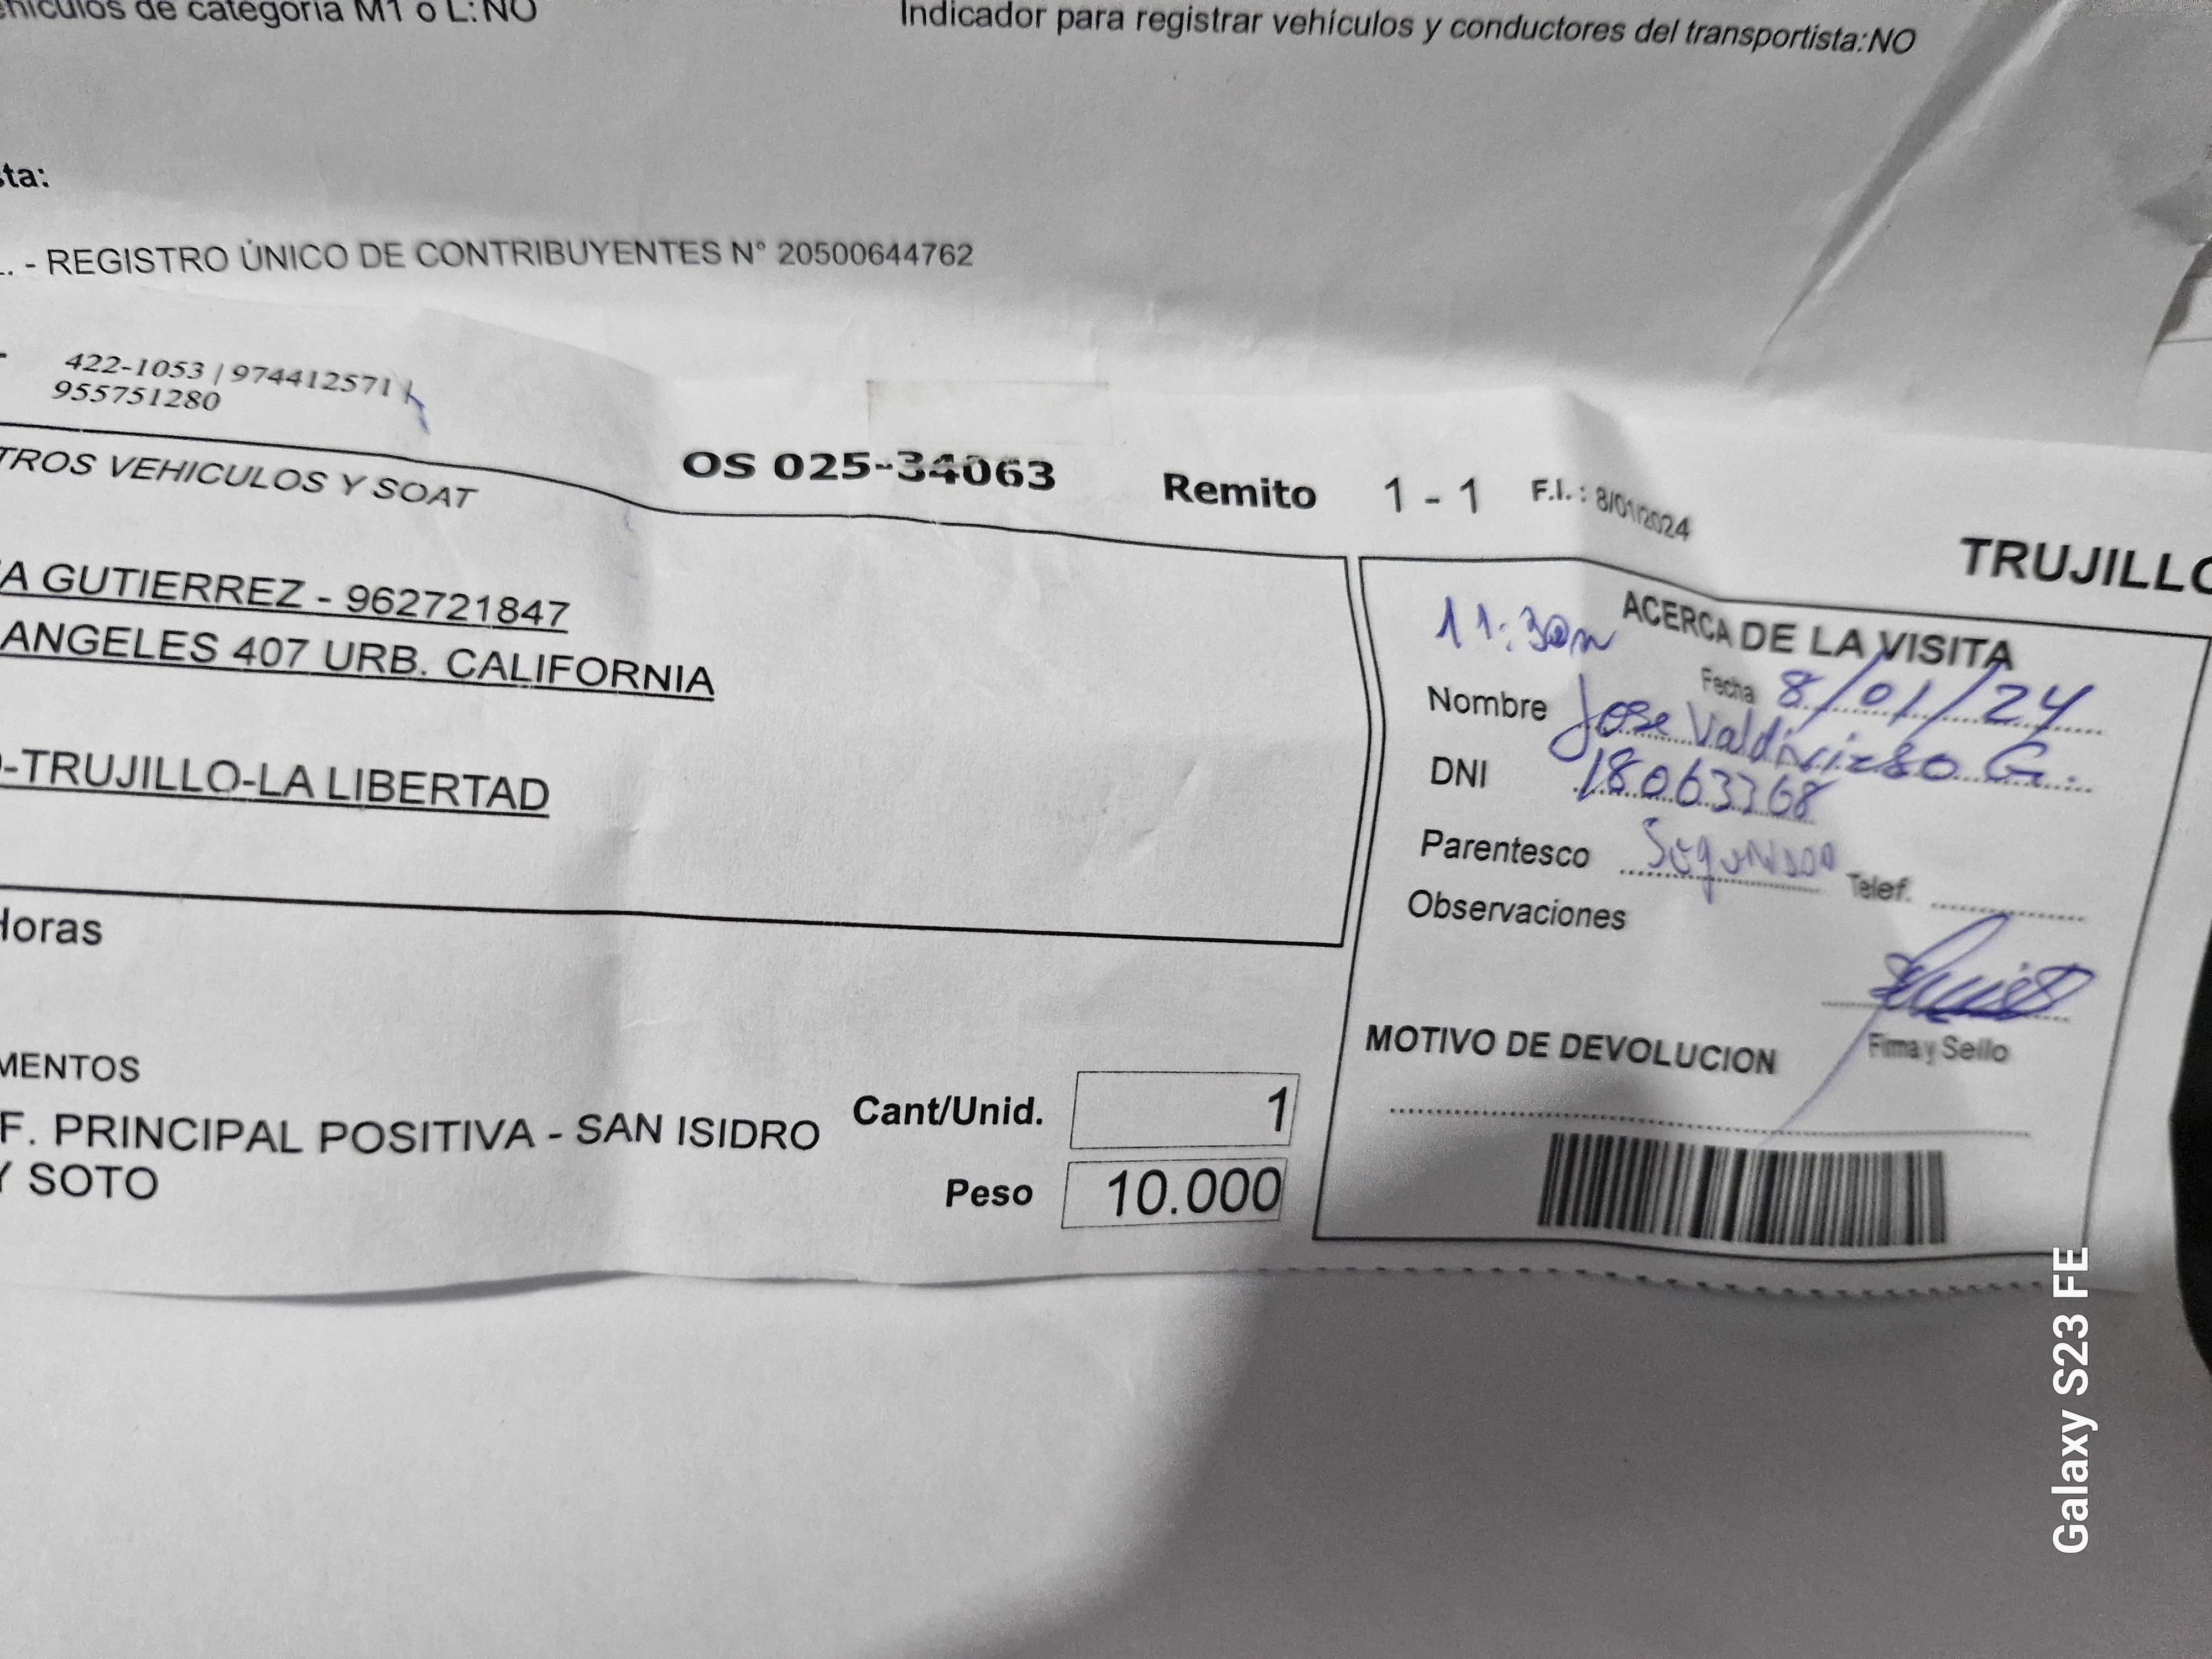 hículos de categoría M1 o L:NO
Indicador para registrar vehículos y conductores del transportista:NO
sta:
. - REGISTRO ÚNICO DE CONTRIBUYENTES N° 20500644762
422-1053 | 974412571 |
955751280
OS 025-34063 Remito 1 - 1 F.I. : 8/01/2024
TRUJILLO
TROS VEHICULOS Y SOAT
A GUTIERREZ - 962721847
ANGELES 407 URB. CALIFORNIA
-TRUJILLO-LA LIBERTAD
Horas
MENTOS
F. PRINCIPAL POSITIVA - SAN ISIDRO
Y SOTO
Cant/Unid. 1
Peso 10.000
11:30
ACERCA DE LA VISITA
Fecha 8/01/24
Nombre Jose G.
DNI 18063368
Parentesco Telef.
Observaciones
Firma y Sello
MOTIVO DE DEVOLUCION
Galaxy S23 FE